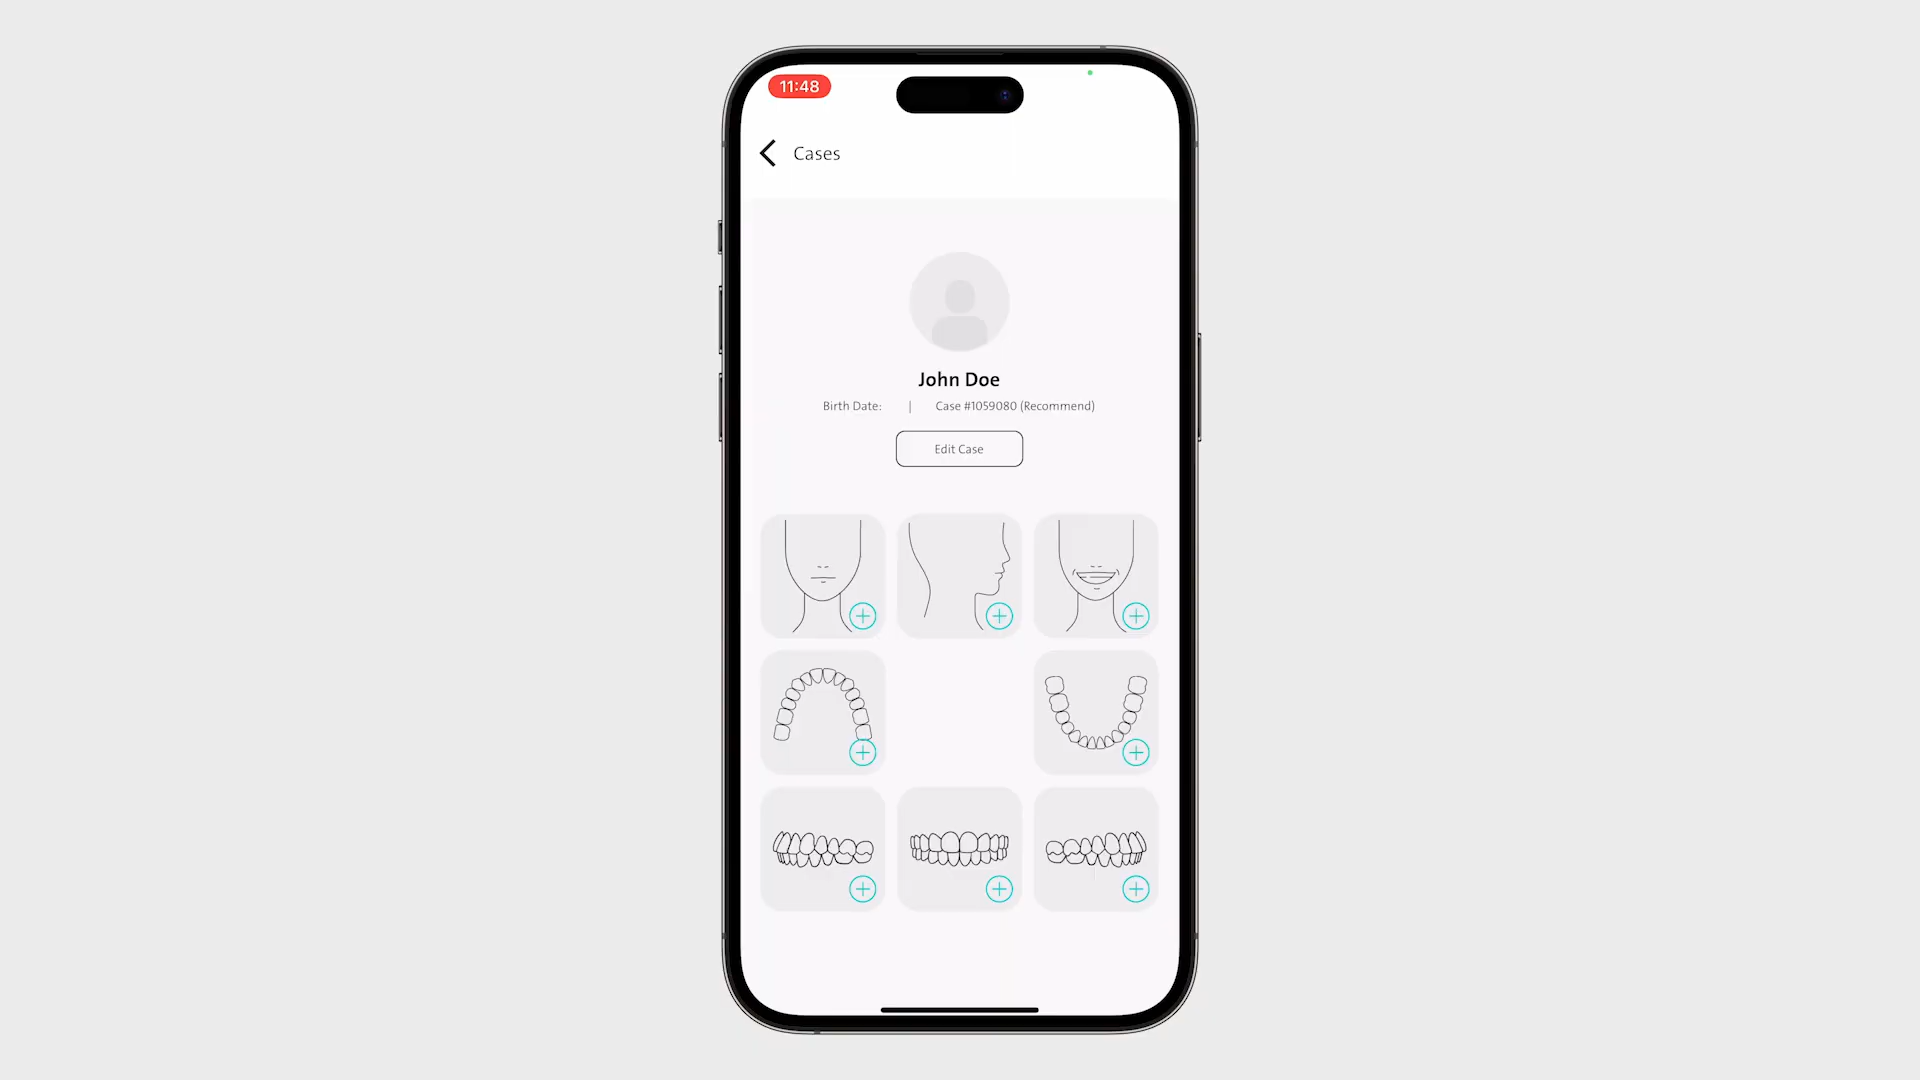 11:48
Cases
John Doe
Birth Date: | Case #1059080 (Recommend)
Edit Case